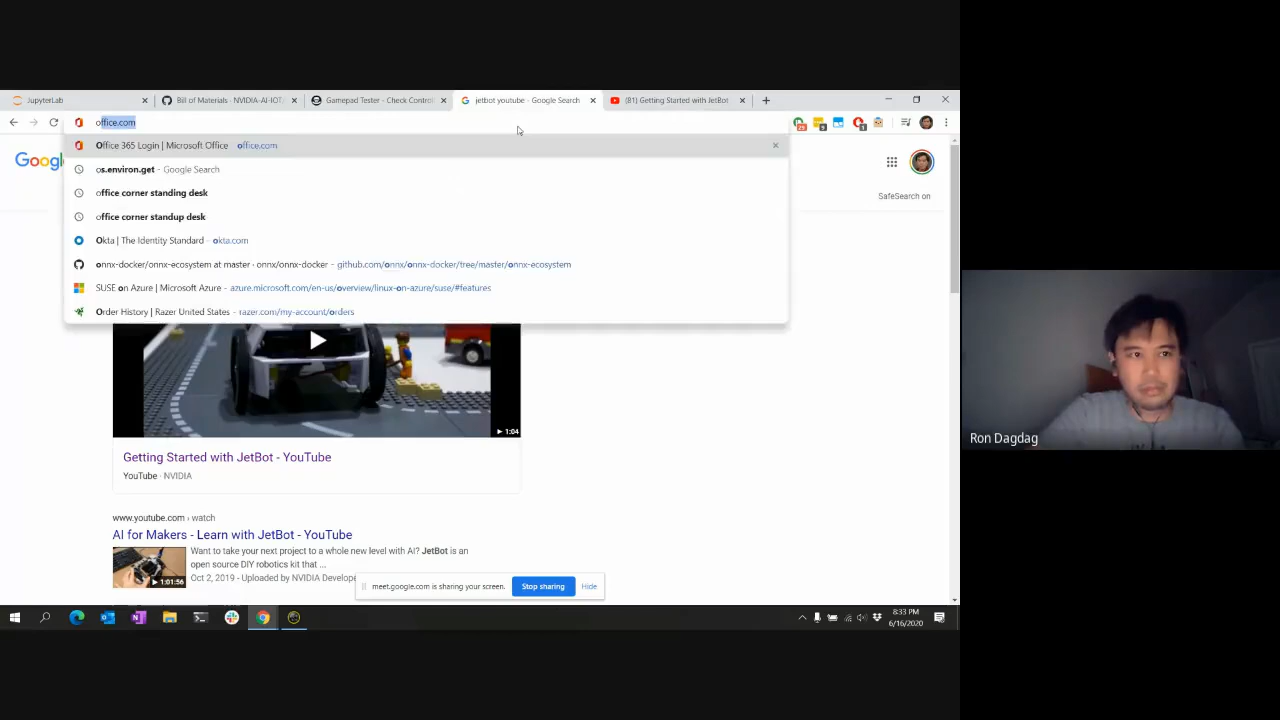 JupyterLab
Bill of Materials · NVIDIA-AI-IOT/
Gamepad Tester - Check Control
jetbot youtube - Google Search
(81) Getting Started with JetBot
office.com
Office 365 Login | Microsoft Office office.com
os.environ.get - Google Search
office corner standing desk
office corner standup desk
Okta | The Identity Standard - okta.com
onnx-docker/onnx-ecosystem at master · onnx/onnx-docker - github.com/onnx/onnx-docker/tree/master/onnx-ecosystem
SUSE on Azure | Microsoft Azure - azure.microsoft.com/en-us/overview/linux-on-azure/suse/#features
Order History | Razer United States - razer.com/my-account/orders
Goo
SafeSearch on
1:04
Getting Started with JetBot - YouTube
YouTube · NVIDIA
www.youtube.com › watch
AI for Makers - Learn with JetBot - YouTube
Want to take your next project to a whole new level with AI? JetBot is an
open source DIY robotics kit that ...
1:01:56
Oct 2, 2019 - Uploaded by NVIDIA Develope
meet.google.com is sharing your screen.
Stop sharing
Hide
8:33 PM
6/16/2020
Ron Dagdag